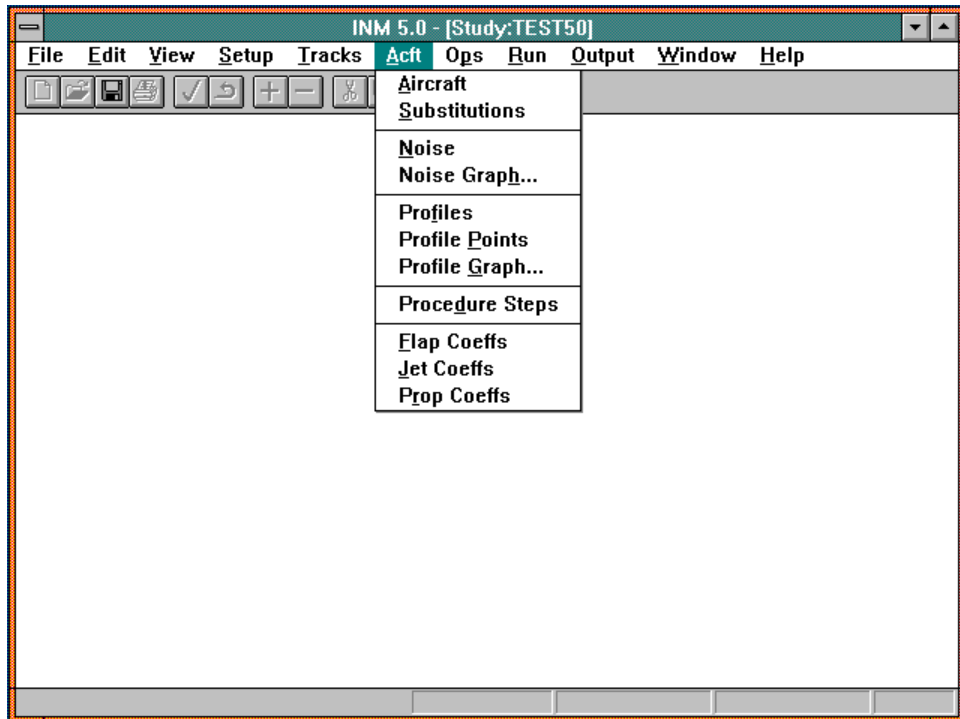 INM 5.0 - [Study:TEST50]
File Edit View Setup Tracks Acft Ops Run Output Window Help
Aircraft
Substitutions
Noise
Noise Graph...
Profiles
Profile Points
Profile Graph...
Procedure Steps
Flap Coeffs
Jet Coeffs
Prop Coeffs